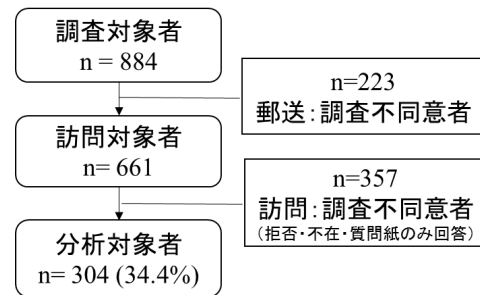 調査対象者
n = 884
n=223
郵送：調査不同意者
訪問対象者
n= 661
n=357
訪問：調査不同意者
（拒否・不在・質問紙のみ回答）
分析対象者
n= 304 (34.4%)